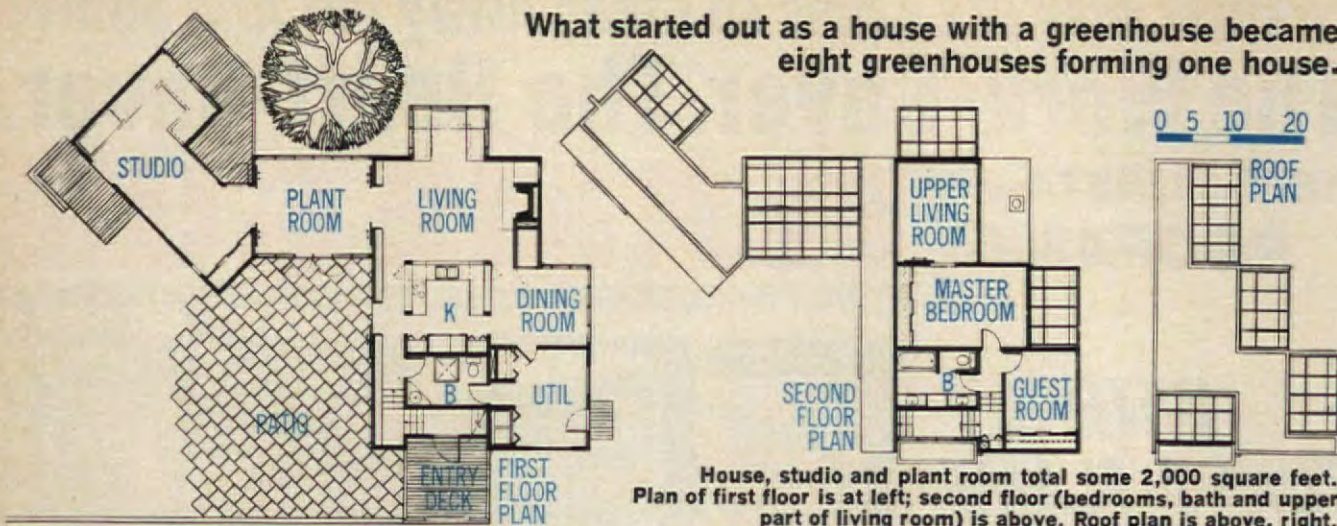 What started out as a house with a greenhouse became
eight greenhouses forming one house.
STUDIO
PLANT
ROOM
LIVING
ROOM
K
DINING
ROOM
B
UTIL
PATIO
ENTRY
DECK
FIRST
FLOOR
PLAN
UPPER
LIVING
ROOM
MASTER
BEDROOM
B
GUEST
ROOM
SECOND
FLOOR
PLAN
0 5 10 20
ROOF
PLAN
House, studio and plant room total some 2,000 square feet.
Plan of first floor is at left; second floor (bedrooms, bath and upper
part of living room) is above. Roof plan is above, right.